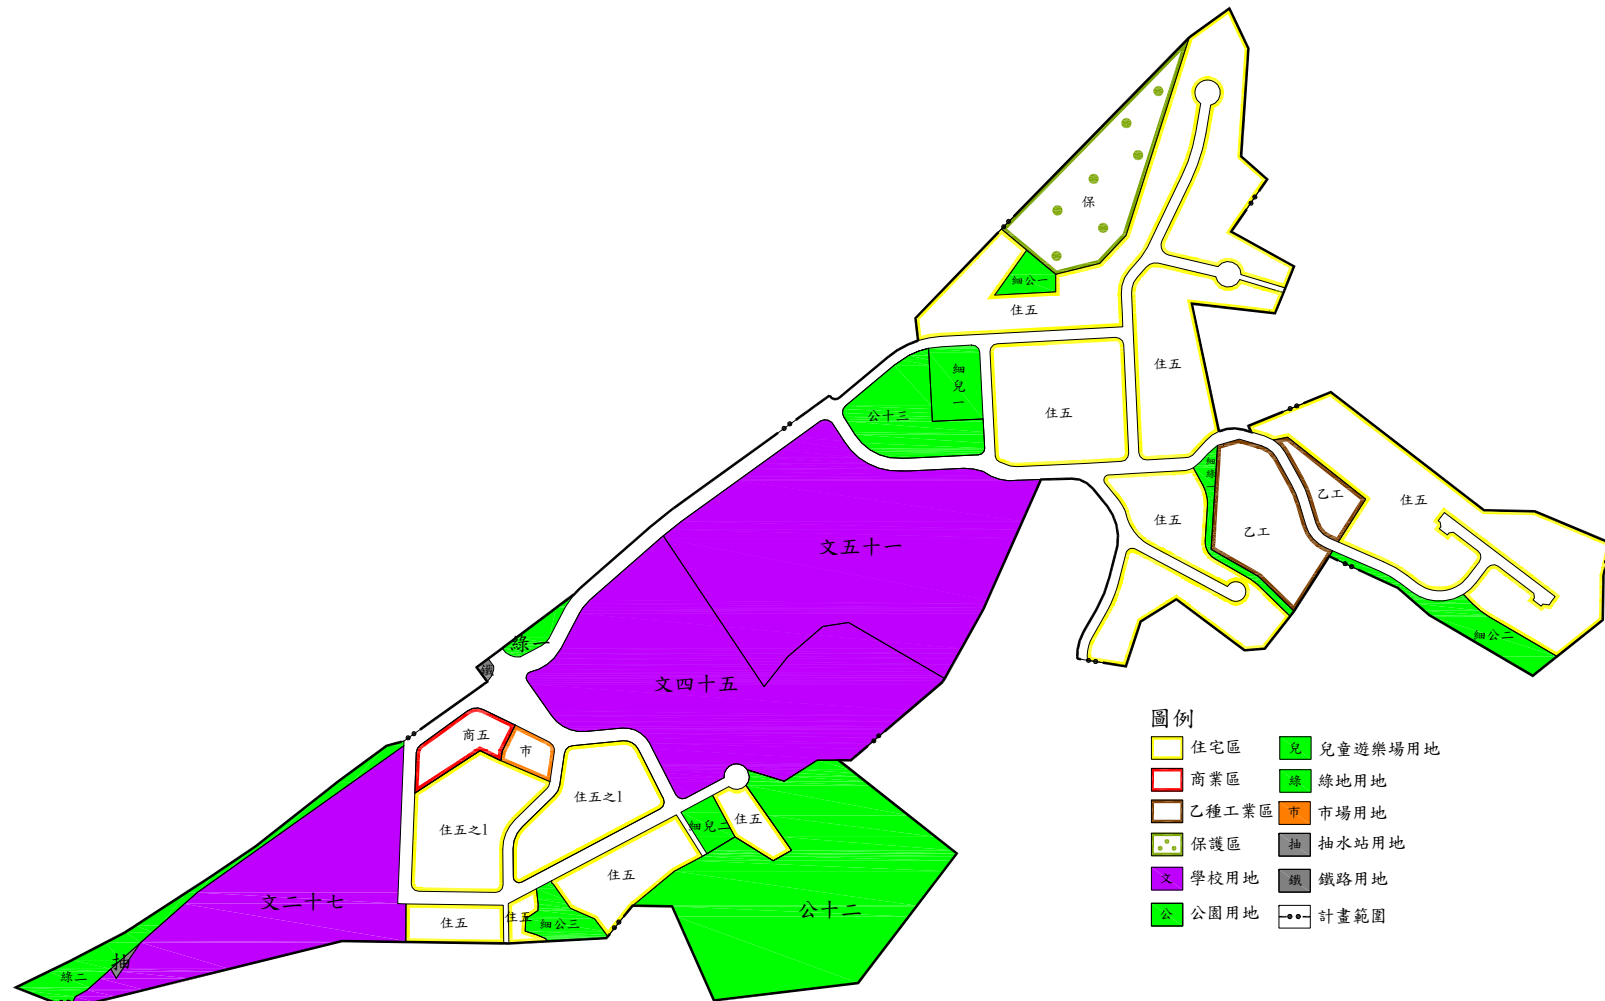 保
細公一
住五
住五
細兒一
公十三
住五
細綠一
乙工
乙工
住五
住五
文五十一
細公二
綠一
鐵
文四十五
商五
市
住五之1
住五之1
細兒二
住五
住五
文二十七
住五
住五
細公三
公十二
抽
綠二
圖例
住宅區
兒 兒童遊樂場用地
商業區
綠 綠地用地
乙種工業區
市 市場用地
保護區
抽 抽水站用地
文 學校用地
鐵 鐵路用地
公 公園用地
計畫範圍